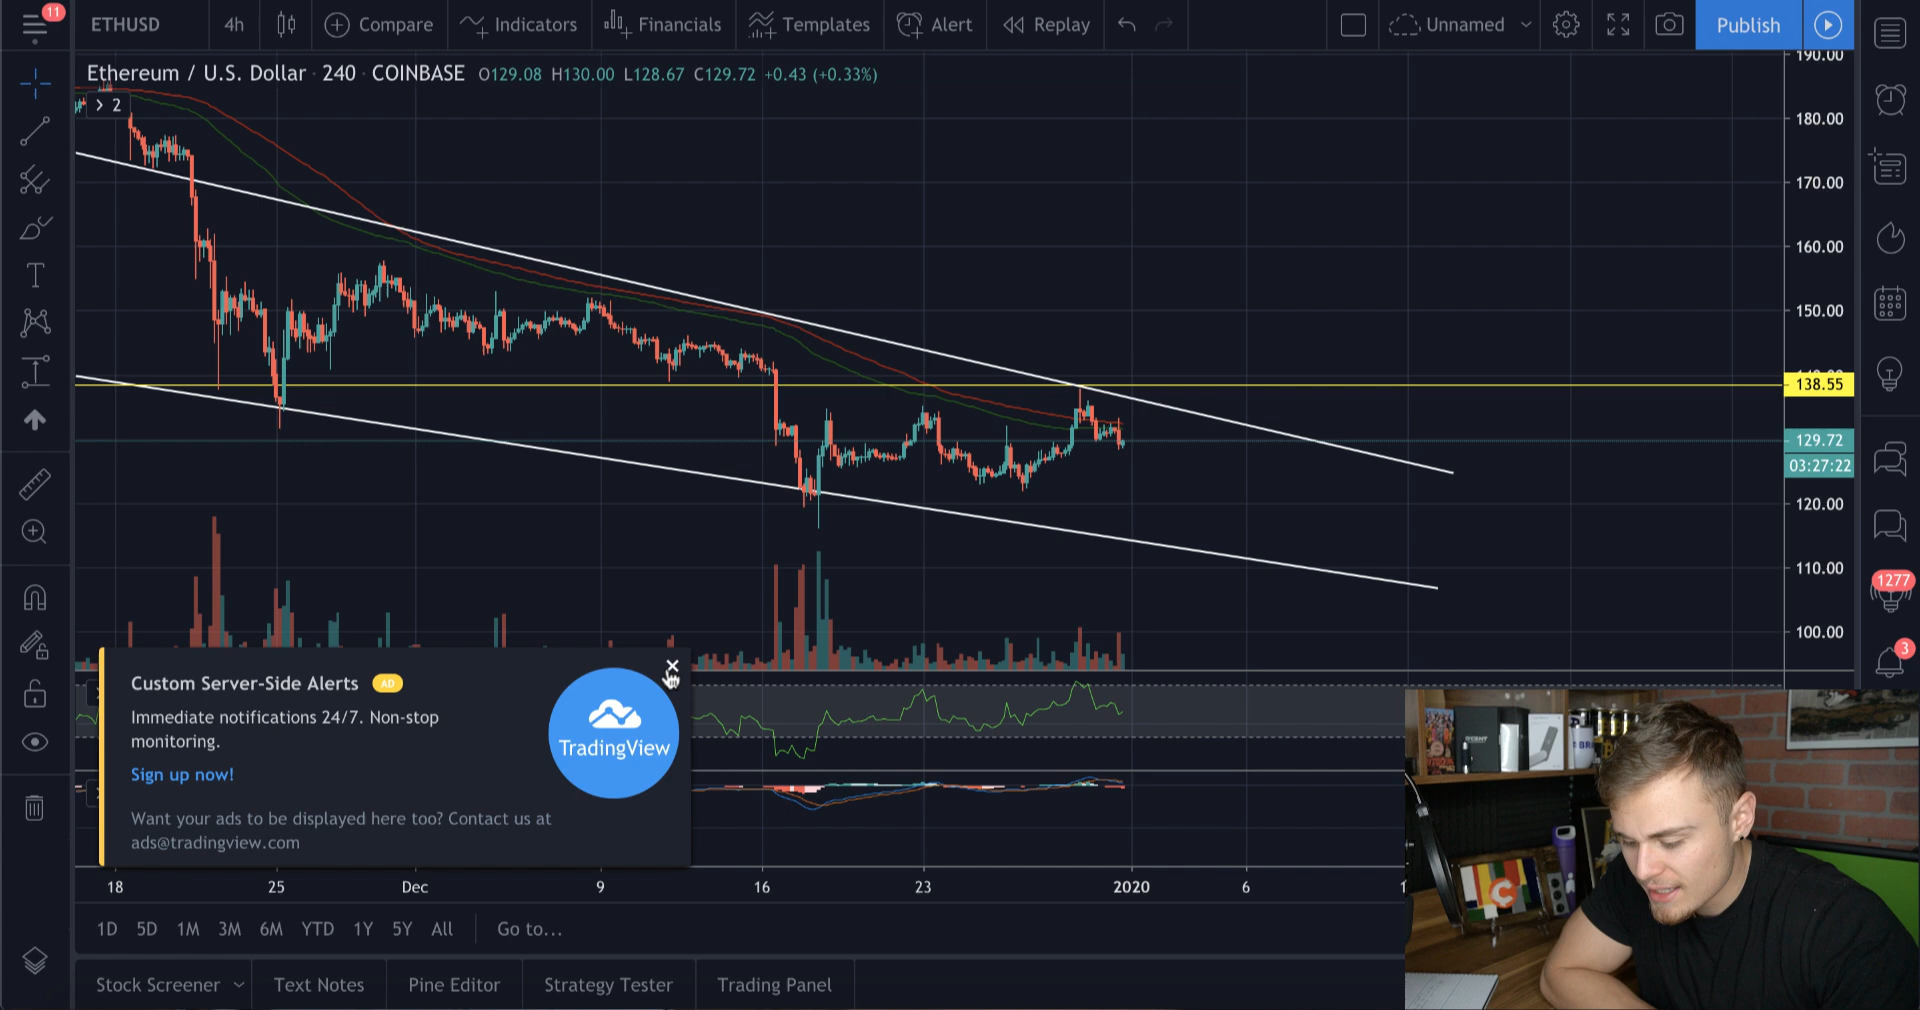 11
ETHUSD
4h
Compare
Indicators
Financials
Templates
Alert
Replay
Unnamed
Publish
Ethereum / U.S. Dollar · 240 · COINBASE O129.08 H130.00 L128.67 C129.72 +0.43 (+0.33%)
2
190.00
180.00
170.00
160.00
150.00
138.55
129.72
03:27:22
120.00
110.00
100.00
1277
3
Custom Server-Side Alerts AD
Immediate notifications 24/7. Non-stop
monitoring.
Sign up now!
Want your ads to be displayed here too? Contact us at
ads@tradingview.com
TradingView
18 25 Dec 9 16 23 2020 6
1D 5D 1M 3M 6M YTD 1Y 5Y All Go to...
Stock Screener Text Notes Pine Editor Strategy Tester Trading Panel